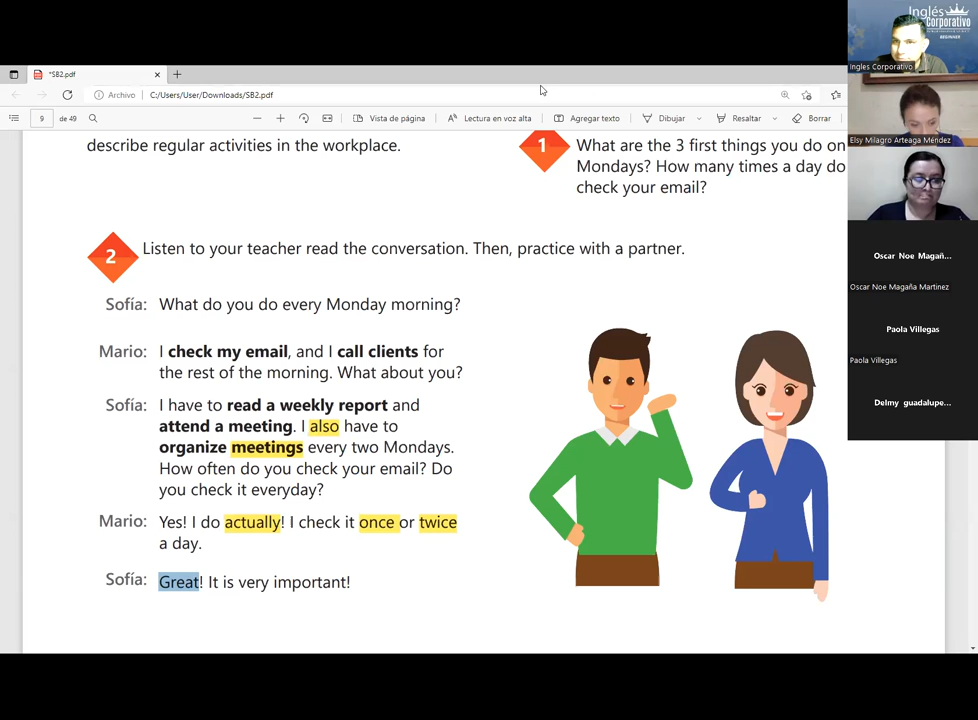 Inglés
Corporativo
BEGINNER
Ingles Corporativo
*SB2.pdf
Archivo
C:/Users/User/Downloads/SB2.pdf
9
de 49
Vista de página
Lectura en voz alta
Agregar texto
Dibujar
Resaltar
Borrar
Elsy Milagro Arteaga Méndez
describe regular activities in the workplace.
1
What are the 3 first things you do on
Mondays? How many times a day do
check your email?
2
Listen to your teacher read the conversation. Then, practice with a partner.
Sofía: What do you do every Monday morning?
Mario: I check my email, and I call clients for
the rest of the morning. What about you?
Sofía: I have to read a weekly report and
attend a meeting. I also have to
organize meetings every two Mondays.
How often do you check your email? Do
you check it everyday?
Mario: Yes! I do actually! I check it once or twice
a day.
Sofía: Great! It is very important!
Oscar Noe Magañ...
Oscar Noe Magaña Martinez
Paola Villegas
Paola Villegas
Delmy guadalupe...